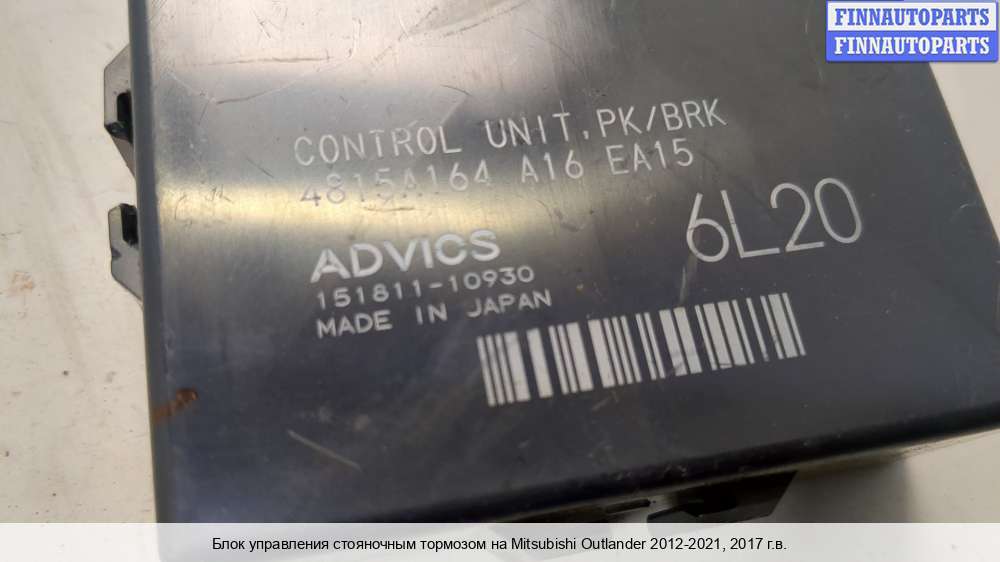 FINNAUTOPARTS
FINNAUTOPARTS
CONTROL UNIT, PK/BRK
4815A164 A16 EA15
6L20
ADVICS
151811-10930
MADE IN JAPAN
Блок управления стояночным тормозом на Mitsubishi Outlander 2012-2021, 2017 г.в.